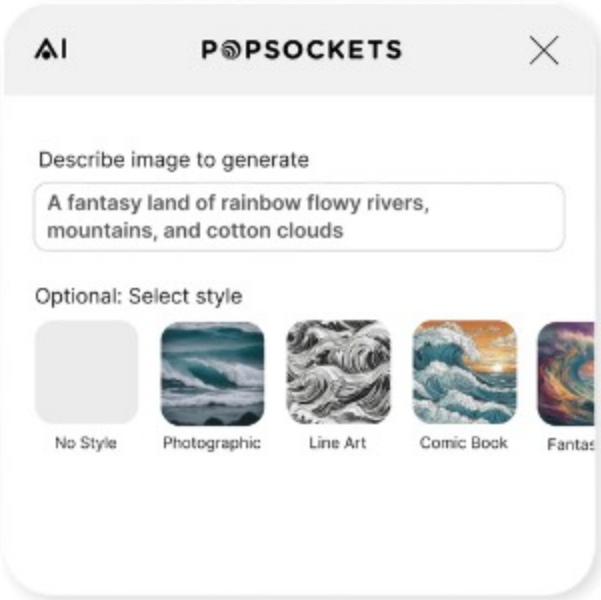 AI
POPSOCKETS
Describe image to generate
A fantasy land of rainbow flowy rivers,
mountains, and cotton clouds
Optional: Select style
No Style
Photographic
Line Art
Comic Book
Fantas